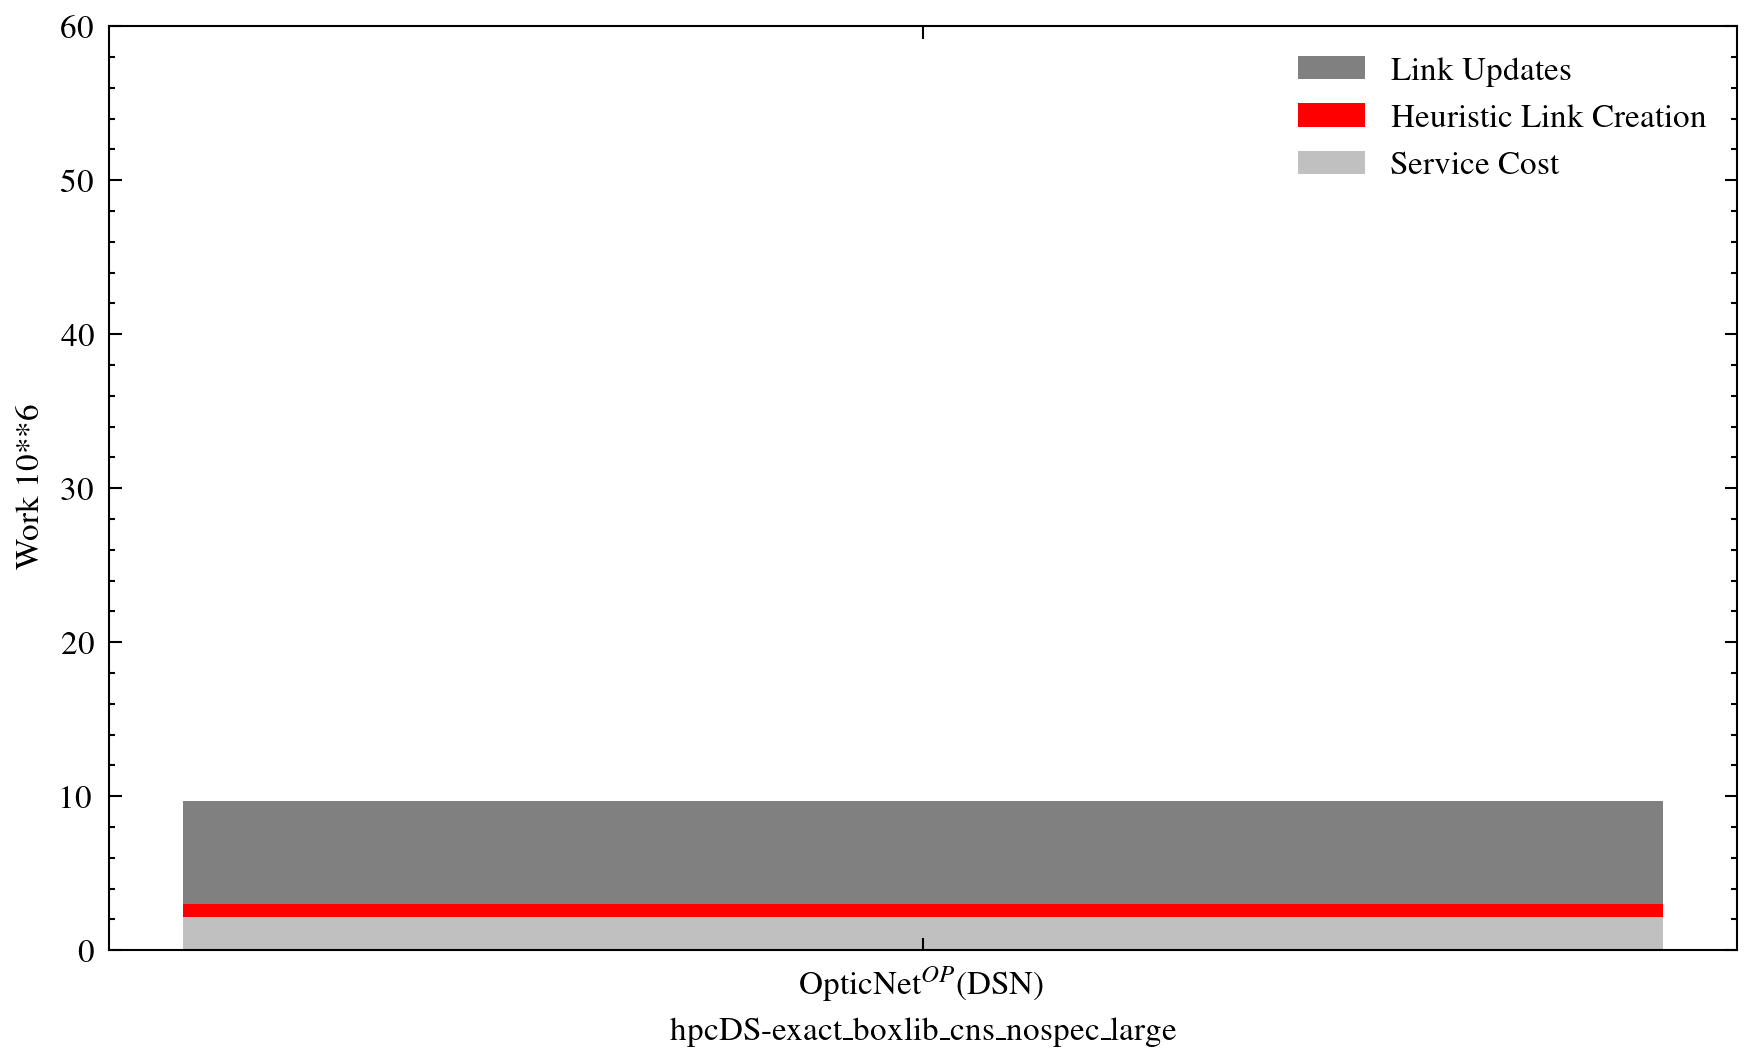 60
50
40
30
20
10
0
Work 10**6
Link Updates
Heuristic Link Creation
Service Cost
OpticNet^OP(DSN)
hpcDS-exact_boxlib_cns_nospec_large